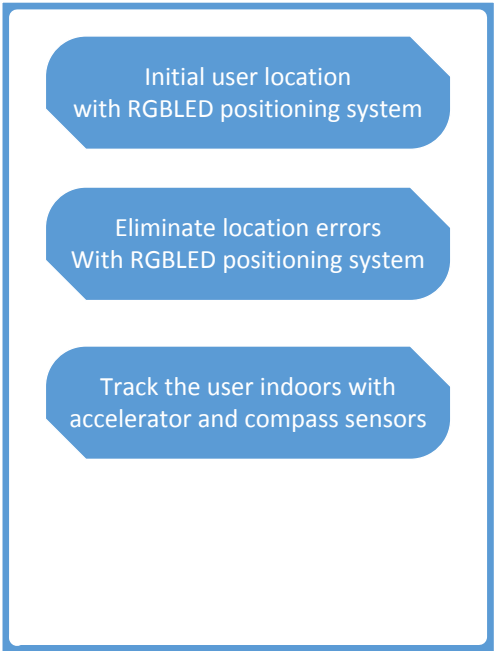 Initial user location
with RGBLED positioning system
Eliminate location errors
With RGBLED positioning system
Track the user indoors with
accelerator and compass sensors